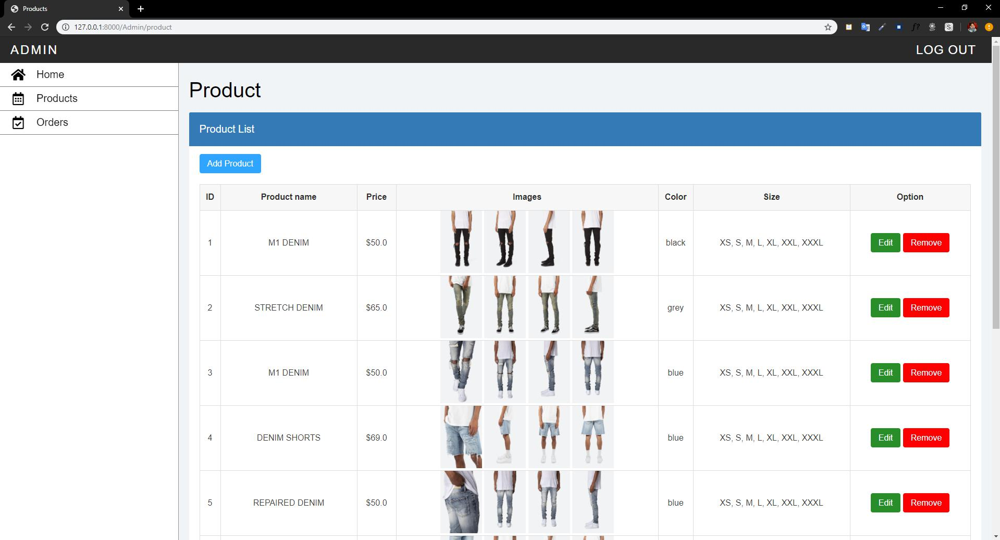 Products
127.0.0.1:8000/Admin/product
f?
S
ADMIN
LOG OUT
Home
Products
Orders
Product
Product List
Add Product
ID Product name Price Images Color Size Option
1 M1 DENIM $50.0 black XS, S, M, L, XL, XXL, XXXL Edit Remove
2 STRETCH DENIM $65.0 grey XS, S, M, L, XL, XXL, XXXL Edit Remove
3 M1 DENIM $50.0 blue XS, S, M, L, XL, XXL, XXXL Edit Remove
4 DENIM SHORTS $69.0 blue XS, S, M, L, XL, XXL, XXXL Edit Remove
5 REPAIRED DENIM $50.0 blue XS, S, M, L, XL, XXL, XXXL Edit Remove